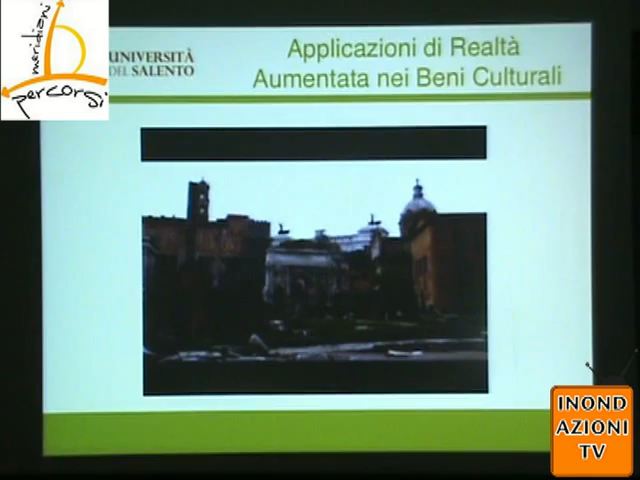 meridiani
percorsi
UNIVERSITÀ
DEL SALENTO
Applicazioni di Realtà
Aumentata nei Beni Culturali
INOND
AZIONI
TV